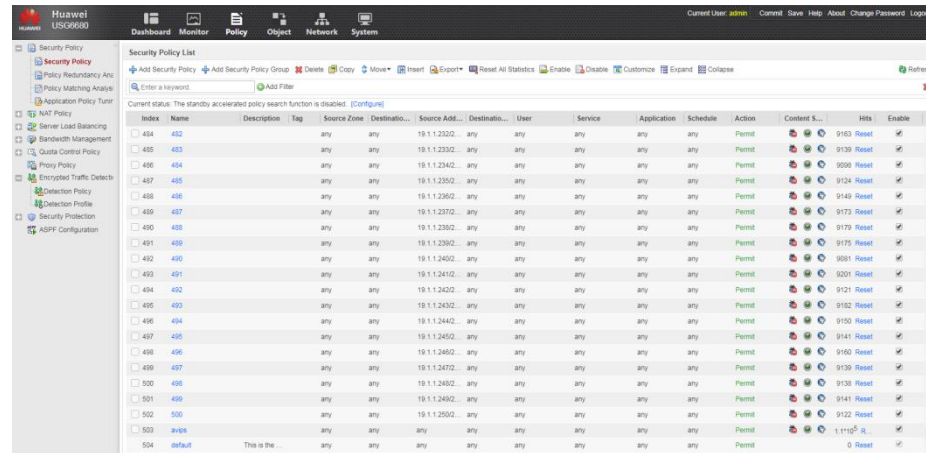 Huawei
USG6680
HUAWEI
Dashboard Monitor Policy Object Network System
Current User: admin Commit Save Help About Change Password Logo
Security Policy
Security Policy
Policy Redundancy Ana
Policy Matching Analysi
Application Policy Tunin
NAT Policy
Server Load Balancing
Bandwidth Management
Quota Control Policy
Proxy Policy
Encrypted Traffic Detecti
Detection Policy
Detection Profile
Security Protection
ASPF Configuration
Security Policy List
Add Security Policy Add Security Policy Group Delete Copy Move Insert Export Reset All Statistics Enable Disable Customize Expand Collapse Refre
Enter a keyword. Add Filter
Current status: The standby accelerated policy search function is disabled. [Configure]
Index Name Description Tag Source Zone Destinatio... Source Add... Destinatio... User Service Application Schedule Action Content S... Hits Enable
484 482 any any 19.1.1.232/2... any any any any any Permit 9163 Reset
485 483 any any 19.1.1.233/2... any any any any any Permit 9139 Reset
486 484 any any 19.1.1.234/2... any any any any any Permit Reset
487 485 any any 19.1.1.235/2... any any any any any Permit 9124 Reset
488 486 any any 19.1.1.236/2... any any any any any Permit 9149 Reset
489 487 any any 19.1.1.237/2... any any any any any Permit 9173 Reset
490 488 any any 19.1.1.238/2... any any any any any Permit 9179 Reset
491 489 any any 19.1.1.239/2... any any any any any Permit 9175 Reset
492 490 any any 19.1.1.240/2... any any any any any Permit 9081 Reset
493 491 any any 19.1.1.241/2... any any any any any Permit 9201 Reset
494 492 any any 19.1.1.242/2... any any any any any Permit 9121 Reset
495 493 any any 19.1.1.243/2... any any any any any Permit 9182 Reset
496 494 any any 19.1.1.244/2... any any any any any Permit 9150 Reset
497 495 any any 19.1.1.245/2... any any any any any Permit 9141 Reset
498 496 any any 19.1.1.246/2... any any any any any Permit 9160 Reset
499 497 any any 19.1.1.247/2... any any any any any Permit 9139 Reset
500 498 any any 19.1.1.248/2... any any any any any Permit 9138 Reset
501 499 any any 19.1.1.249/2... any any any any any Permit 9141 Reset
502 500 any any 19.1.1.250/2... any any any any any Permit 9122 Reset
503 avips any any any any any any any any Permit 1.1*10⁵ R...
504 default This is the ... any any any any any any any any Permit 0 Reset